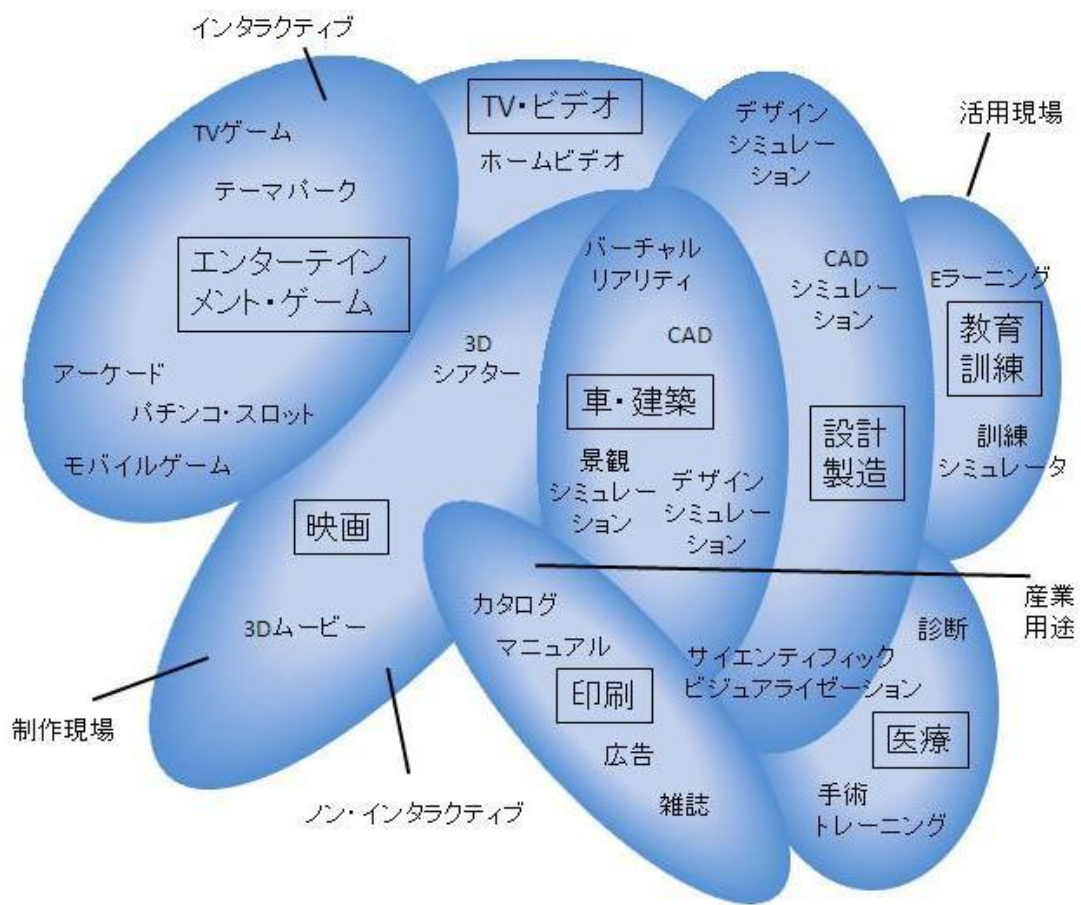 インタラクティブ
TVゲーム
テーマパーク
エンターテイン
メント・ゲーム
アーケード
パチンコ・スロット
モバイルゲーム
TV・ビデオ
ホームビデオ
デザイン
シミュレー
ション
活用現場
バーチャル
リアリティ
CAD
CAD
シミュレー
ション
Eラーニング
教育
訓練
訓練
シミュレータ
3D
シアター
車・建築
景観
シミュレー
ション
デザイン
シミュレー
ション
設計
製造
映画
3Dムービー
制作現場
ノン・インタラクティブ
カタログ
マニュアル
印刷
広告
雑誌
産業
用途
サイエンティフィック
ビジュアライゼーション
診断
医療
手術
トレーニング